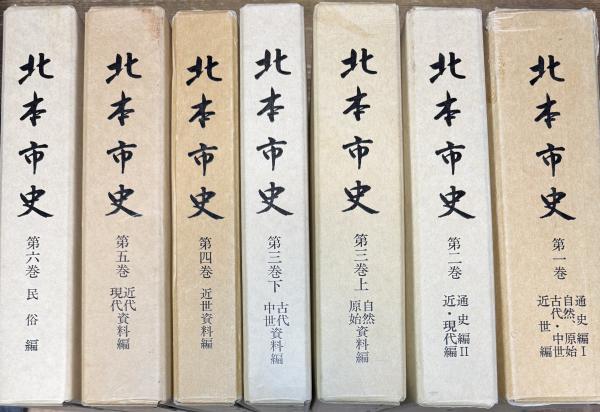 北本市史
第一巻
通史編Ⅰ
自然、原始
古代・中世
近世編
北本市史
第二巻
通史編Ⅱ
近・現代編
北本市史
第三巻上
自然
原始資料編
北本市史
第三巻下
古代
中世資料編
北本市史
第四巻
近世資料編
北本市史
第五巻
近代
現代資料編
北本市史
第六巻
民俗編